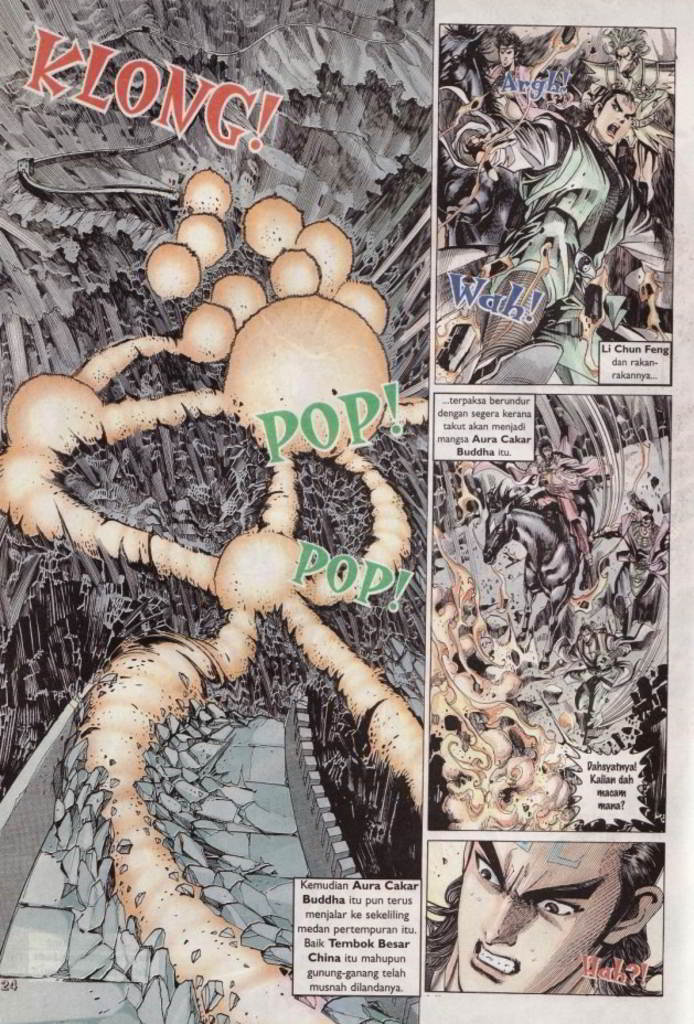 KLONG!
POP!
POP!
Kemudian Aura Cakar
Buddha itu pun terus
menjalar ke sekeliling
medan pertempuran itu.
Baik Tembok Besar
China itu mahupun
gunung-ganang telah
musnah dilandanya.
24
Argh!
Wah!
Li Chun Feng
dan rakan-
rakannya...
...terpaksa berundur
dengan segera kerana
takut akan menjadi
mangsa Aura Cakar
Buddha itu.
Dahsyatnya!
Kalian dah
macam
mana?
Hah?!